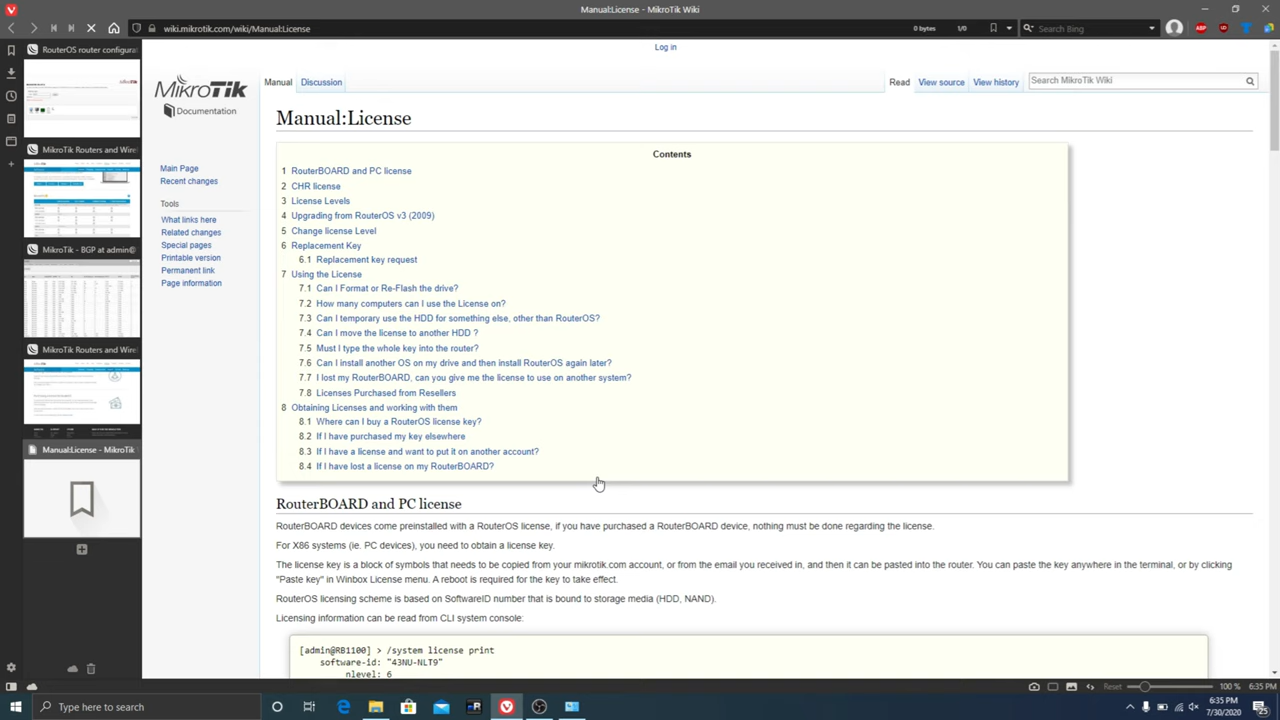 Manual:License - MikroTik Wiki
wiki.mikrotik.com/wiki/Manual:License
0 bytes
1/0
Search Bing
RouterOS router configurat
MikroTik Routers and Wirel
MikroTik - BGP at admin@
MikroTik Routers and Wirel
Manual:License - MikroTik
Log in
MikroTik
Documentation
Manual
Discussion
Read
View source
View history
Search MikroTik Wiki
Main Page
Recent changes
Tools
What links here
Related changes
Special pages
Printable version
Permanent link
Page information
Manual:License
Contents
1 RouterBOARD and PC license
2 CHR license
3 License Levels
4 Upgrading from RouterOS v3 (2009)
5 Change license Level
6 Replacement Key
6.1 Replacement key request
7 Using the License
7.1 Can I Format or Re-Flash the drive?
7.2 How many computers can I use the License on?
7.3 Can I temporary use the HDD for something else, other than RouterOS?
7.4 Can I move the license to another HDD ?
7.5 Must I type the whole key into the router?
7.6 Can I install another OS on my drive and then install RouterOS again later?
7.7 I lost my RouterBOARD, can you give me the license to use on another system?
7.8 Licenses Purchased from Resellers
8 Obtaining Licenses and working with them
8.1 Where can I buy a RouterOS license key?
8.2 If I have purchased my key elsewhere
8.3 If I have a license and want to put it on another account?
8.4 If I have lost a license on my RouterBOARD?
RouterBOARD and PC license
RouterBOARD devices come preinstalled with a RouterOS license, if you have purchased a RouterBOARD device, nothing must be done regarding the license.
For X86 systems (ie. PC devices), you need to obtain a license key.
The license key is a block of symbols that needs to be copied from your mikrotik.com account, or from the email you received in, and then it can be pasted into the router. You can paste the key anywhere in the terminal, or by clicking
"Paste key" in Winbox License menu. A reboot is required for the key to take effect.
RouterOS licensing scheme is based on SoftwareID number that is bound to storage media (HDD, NAND).
Licensing information can be read from CLI system console:
[admin@RB1100] > /system license print
software-id: "43NU-NLT9"
nlevel: 6
Reset
100 %
6:35 PM
Type here to search
6:35 PM
7/30/2020
25